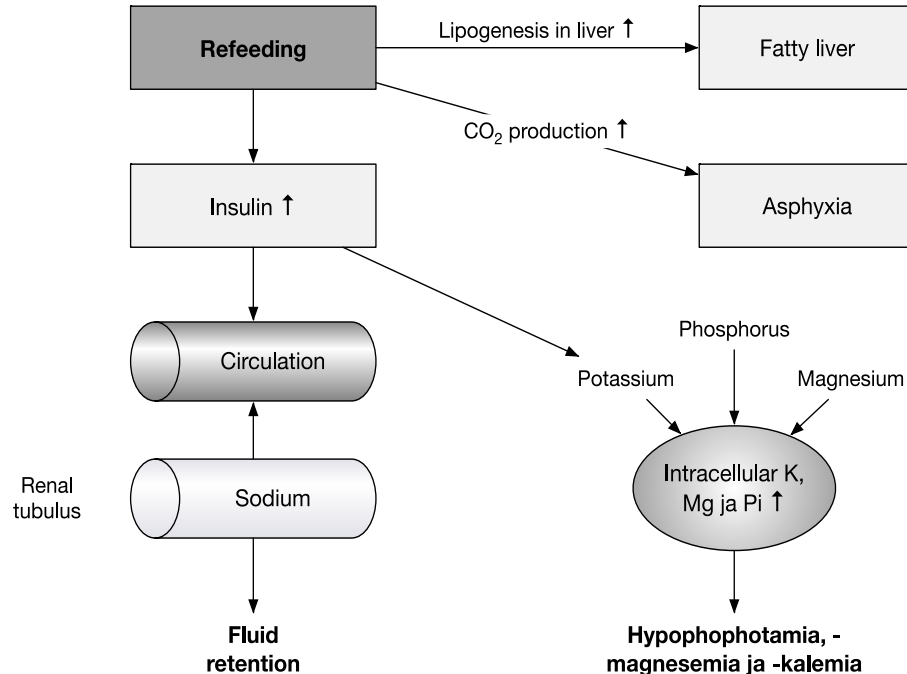 Refeeding
Lipogenesis in liver ↑
Fatty liver
CO₂ production ↑
Insulin ↑
Asphyxia
Circulation
Phosphorus
Potassium
Magnesium
Renal
tubulus
Sodium
Intracellular K,
Mg ja Pi ↑
Fluid
retention
Hypophophotamia, -
magnesemia ja -kalemia